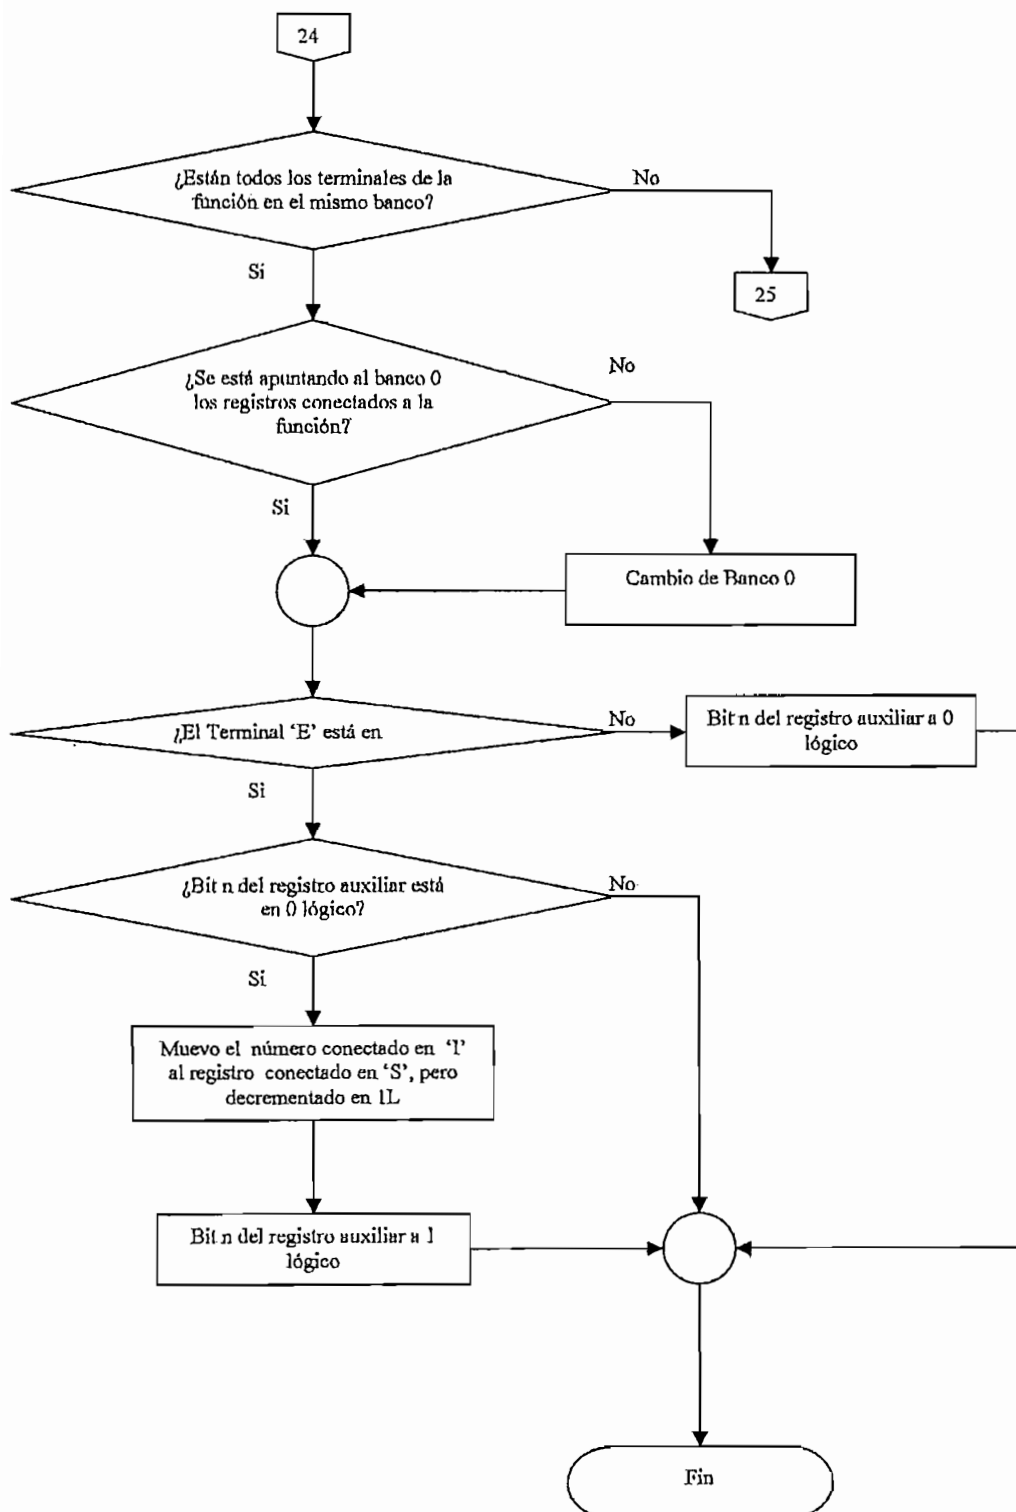 24
¿Están todos los terminales de la
función en el mismo banco?
No
Sí
25
¿Se está apuntando al banco 0
los registros conectados a la
función?
No
Si
Cambio de Banco 0
¿El Terminal ‘E’ está en
No
Bit n del registro auxiliar a 0
lógico
Si
¿Bit n del registro auxiliar está
en 0 lógico?
No
Si
Muevo el número conectado en ‘I’
al registro conectado en ‘S’, pero
decrementado en 1L
Bit n del registro auxiliar a 1
lógico
Fin